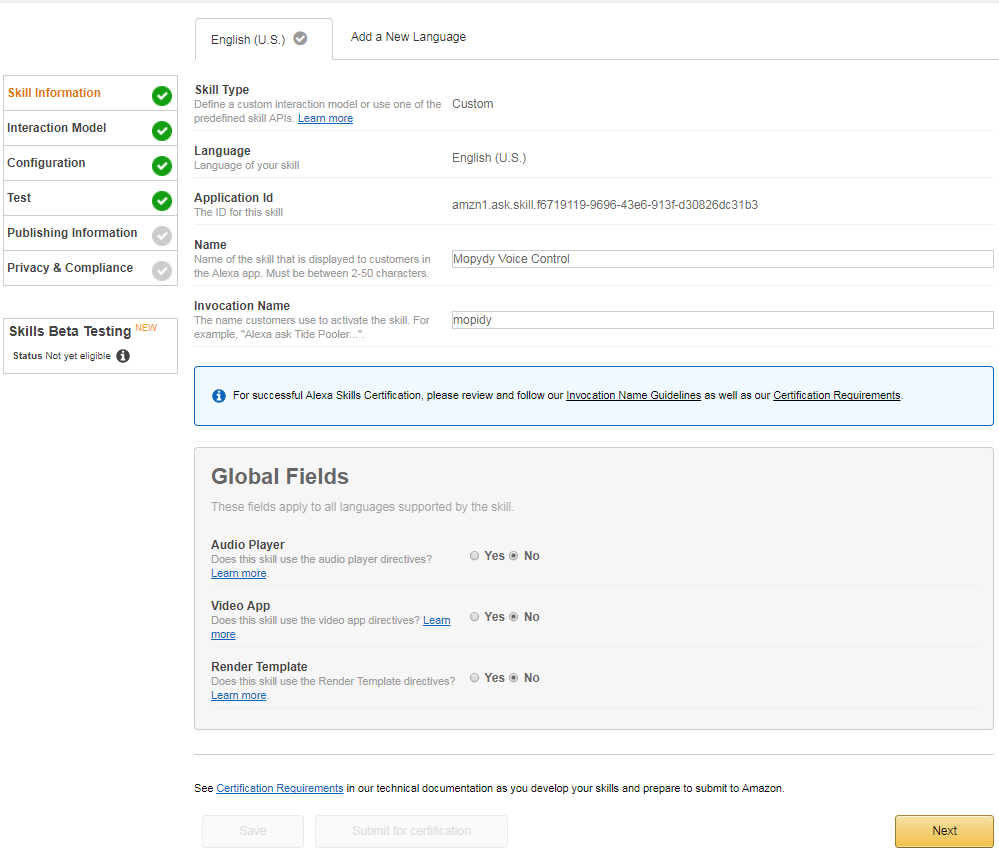 English (U.S.)
Add a New Language
Skill Information
Interaction Model
Configuration
Test
Publishing Information
Privacy & Compliance
Skills Beta Testing NEW
Status Not yet eligible
Skill Type
Define a custom interaction model or use one of the
predefined skill APIs. Learn more
Custom
Language
Language of your skill
English (U.S.)
Application Id
The ID for this skill
amzn1.ask.skill.f6719119-9696-43e6-913f-d30826dc31b3
Name
Name of the skill that is displayed to customers in
the Alexa app. Must be between 2-50 characters.
Mopydy Voice Control
Invocation Name
The name customers use to activate the skill. For
example, "Alexa ask Tide Pooler...".
mopidy
For successful Alexa Skills Certification, please review and follow our Invocation Name Guidelines as well as our Certification Requirements.
Global Fields
These fields apply to all languages supported by the skill.
Audio Player
Does this skill use the audio player directives?
Learn more.
Yes No
Video App
Does this skill use the video app directives? Learn
more.
Yes No
Render Template
Does this skill use the Render Template directives?
Learn more.
Yes No
See Certification Requirements in our technical documentation as you develop your skills and prepare to submit to Amazon.
Save
Submit for certification
Next